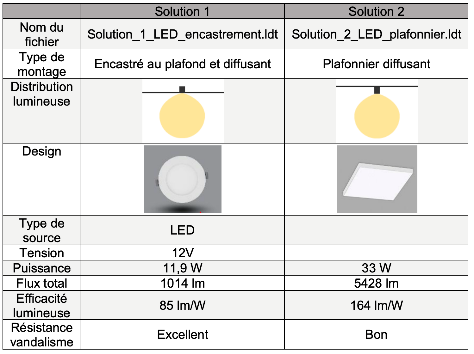 Solution 1 Solution 2
Nom du fichier Solution_1_LED_encastrement.ldt Solution_2_LED_plafonnier.ldt
Type de montage Encastré au plafond et diffusant Plafonnier diffusant
Distribution lumineuse
Design
Type de source LED
Tension 12V
Puissance 11,9 W 33 W
Flux total 1014 lm 5428 lm
Efficacité lumineuse 85 lm/W 164 lm/W
Résistance vandalisme Excellent Bon